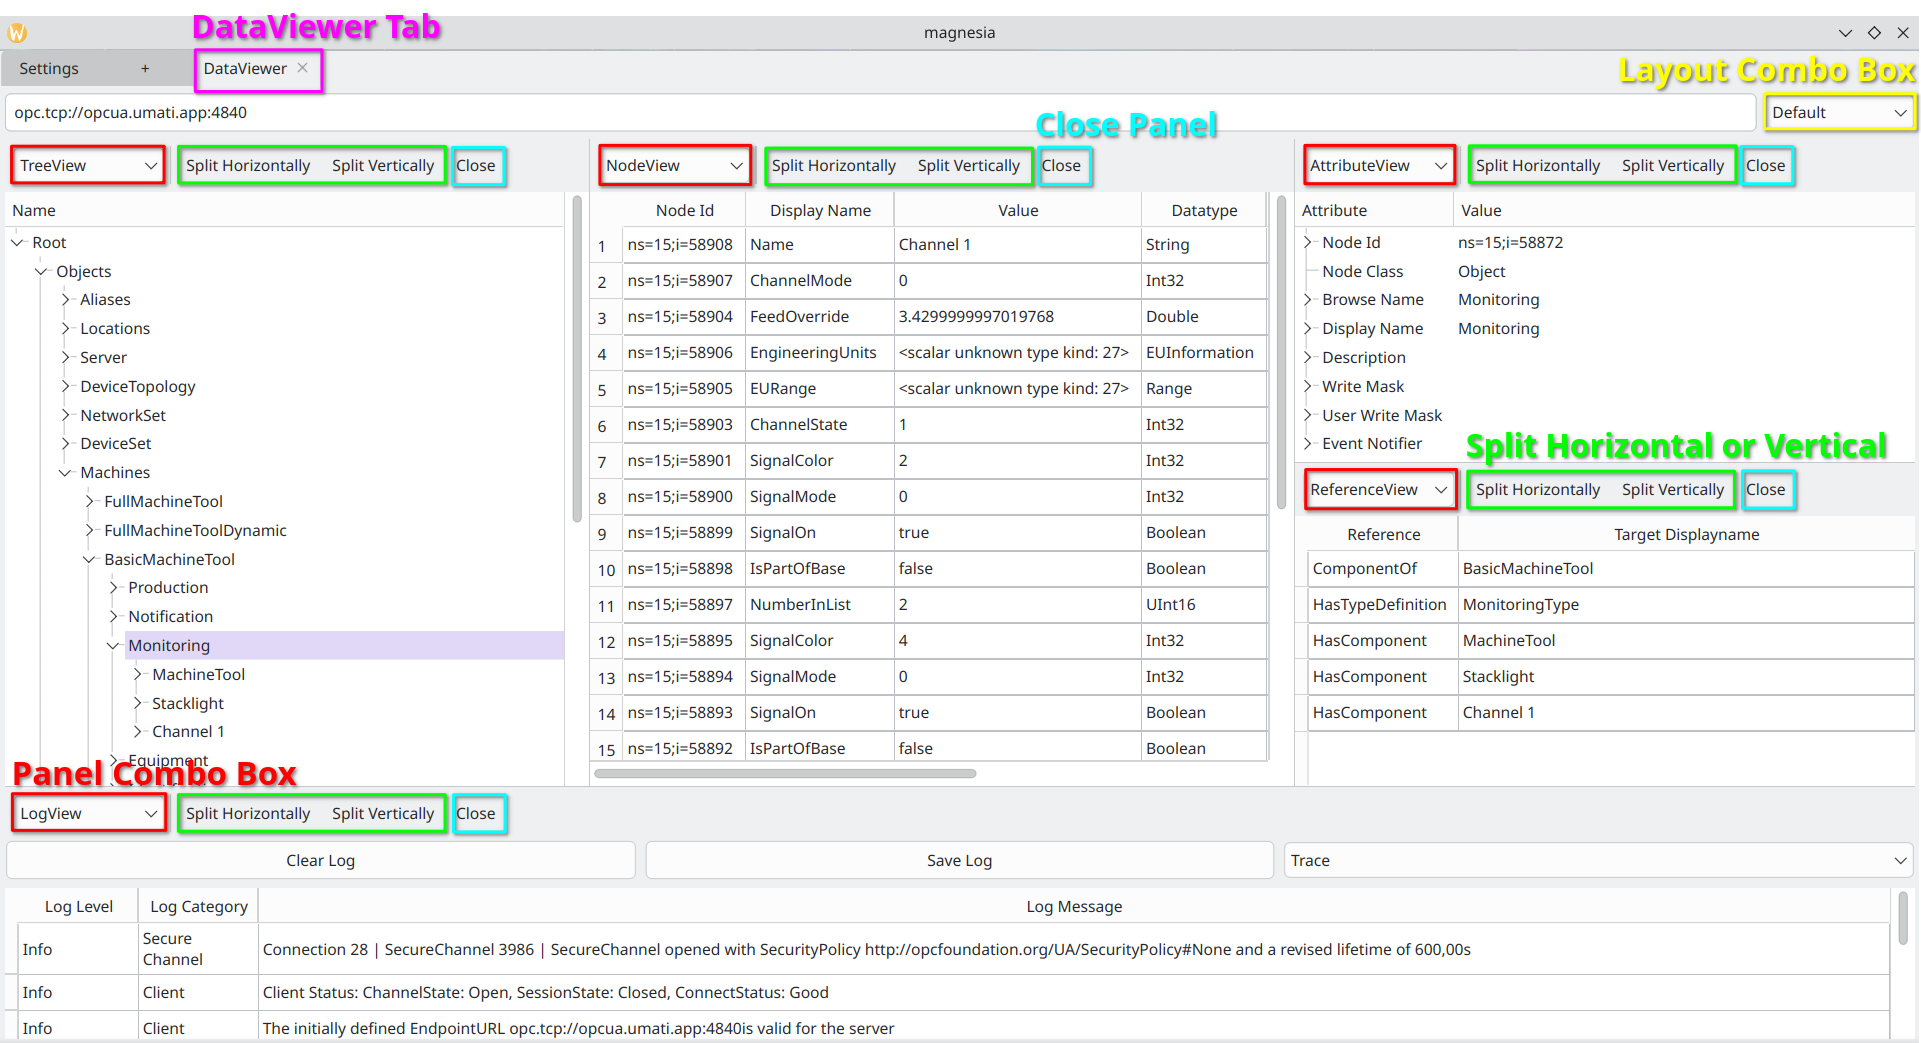 DataViewer Tab
W
magnesia
Settings + DataViewer
Layout Combo Box
opc.tcp://opcua.umati.app:4840
Default
Close Panel
TreeView Split Horizontally Split Vertically Close
Name
Root
Objects
Aliases
Locations
Server
DeviceTopology
NetworkSet
DeviceSet
Machines
FullMachineTool
FullMachineToolDynamic
BasicMachineTool
Production
Notification
Monitoring
MachineTool
Stacklight
Channel 1
Equipment
NodeView Split Horizontally Split Vertically Close
Node Id Display Name Value Datatype
1 ns=15;i=58908 Name Channel 1 String
2 ns=15;i=58907 ChannelMode 0 Int32
3 ns=15;i=58904 FeedOverride 3.4299999997019768 Double
4 ns=15;i=58906 EngineeringUnits <scalar unknown type kind: 27> EUInformation
5 ns=15;i=58905 EURange <scalar unknown type kind: 27> Range
6 ns=15;i=58903 ChannelState 1 Int32
7 ns=15;i=58901 SignalColor 2 Int32
8 ns=15;i=58900 SignalMode 0 Int32
9 ns=15;i=58899 SignalOn true Boolean
10 ns=15;i=58898 IsPartOfBase false Boolean
11 ns=15;i=58897 NumberInList 2 UInt16
12 ns=15;i=58895 SignalColor 4 Int32
13 ns=15;i=58894 SignalMode 0 Int32
14 ns=15;i=58893 SignalOn true Boolean
15 ns=15;i=58892 IsPartOfBase false Boolean
AttributeView Split Horizontally Split Vertically Close
Attribute Value
Node Id ns=15;i=58872
Node Class Object
Browse Name Monitoring
Display Name Monitoring
Description
Write Mask
User Write Mask
Event Notifier
Split Horizontal or Vertical
ReferenceView Split Horizontally Split Vertically Close
Reference Target Displayname
ComponentOf BasicMachineTool
HasTypeDefinition MonitoringType
HasComponent MachineTool
HasComponent Stacklight
HasComponent Channel 1
Panel Combo Box
LogView Split Horizontally Split Vertically Close
Clear Log Save Log Trace
Log Level Log Category Log Message
Info Secure Channel Connection 28 | SecureChannel 3986 | SecureChannel opened with SecurityPolicy http://opcfoundation.org/UA/SecurityPolicy#None and a revised lifetime of 600,00s
Info Client Client Status: ChannelState: Open, SessionState: Closed, ConnectStatus: Good
Info Client The initially defined EndpointURL opc.tcp://opcua.umati.app:4840is valid for the server